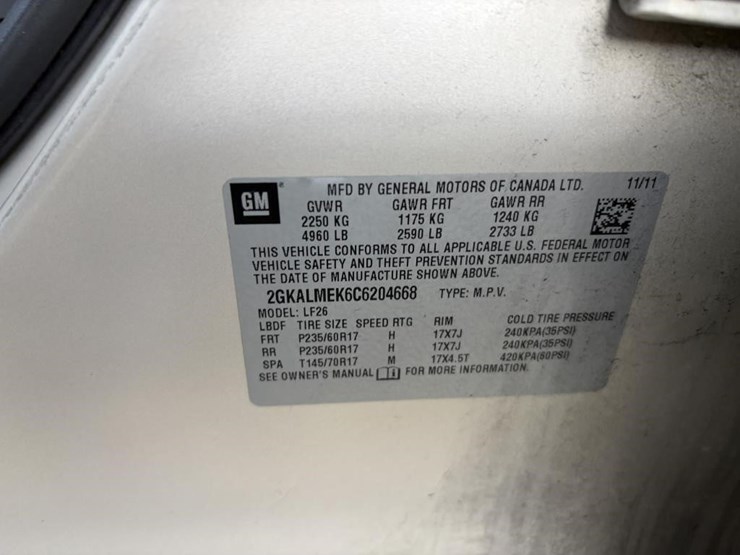 GM ® MFD BY GENERAL MOTORS OF CANADA LTD. 11/11
GVWR GAWR FRT GAWR RR
2250 KG 1175 KG 1240 KG
4960 LB 2590 LB 2733 LB
THIS VEHICLE CONFORMS TO ALL APPLICABLE U.S. FEDERAL MOTOR
VEHICLE SAFETY AND THEFT PREVENTION STANDARDS IN EFFECT ON
THE DATE OF MANUFACTURE SHOWN ABOVE.
2GKALMEK6C6204668 TYPE: M.P.V.
MODEL: LF26
LBDF TIRE SIZE SPEED RTG RIM COLD TIRE PRESSURE
FRT P235/60R17 H 17X7J 240KPA(35PSI)
RR P235/60R17 H 17X7J 240KPA(35PSI)
SPA T145/70R17 M 17X4.5T 420KPA(60PSI)
SEE OWNER'S MANUAL FOR MORE INFORMATION.